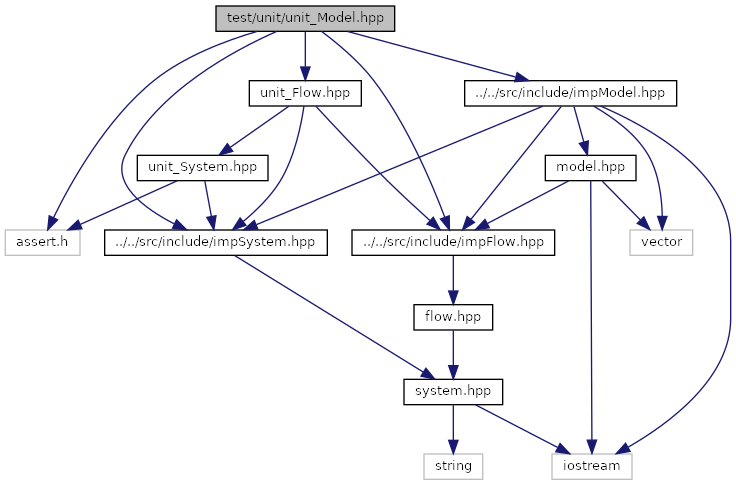 test/unit/unit_Model.hpp
unit_Flow.hpp
../../src/include/impModel.hpp
unit_System.hpp
model.hpp
assert.h
../../src/include/impSystem.hpp
../../src/include/impFlow.hpp
vector
flow.hpp
system.hpp
string
iostream